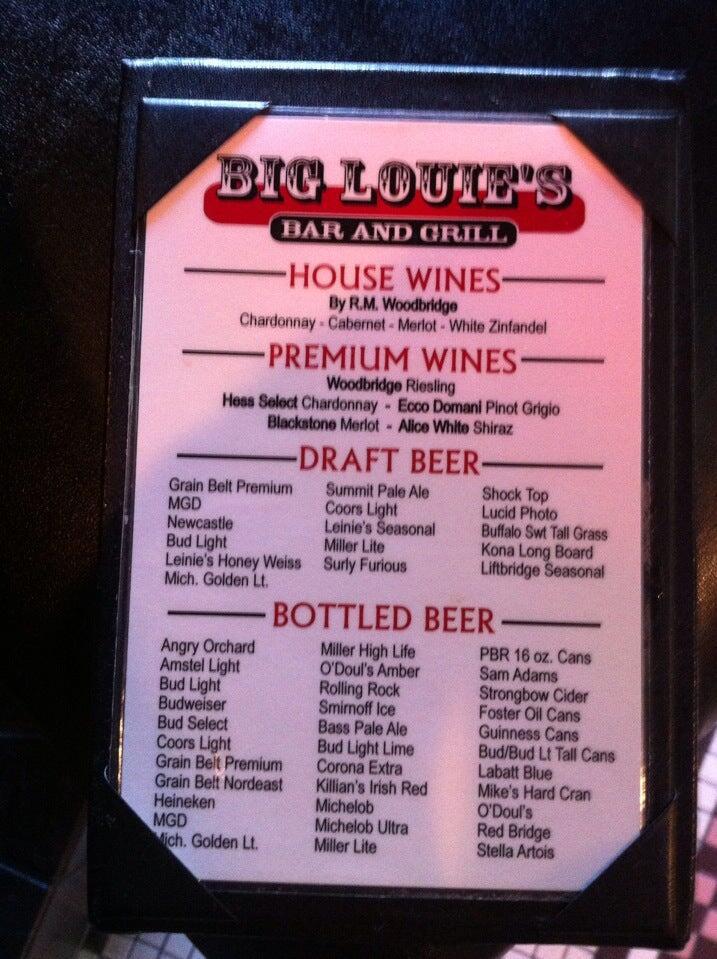 BIG LOUIE'S
BAR AND GRILL
HOUSE WINES
By R.M. Woodbridge
Chardonnay - Cabernet - Merlot - White Zinfandel
PREMIUM WINES
Woodbridge Riesling
Hess Select Chardonnay - Ecco Domani Pinot Grigio
Blackstone Merlot - Alice White Shiraz
DRAFT BEER
Grain Belt Premium
MGD
Newcastle
Bud Light
Leinie's Honey Weiss
Mich. Golden Lt.
Summit Pale Ale
Coors Light
Leinie's Seasonal
Miller Lite
Surly Furious
Shock Top
Lucid Photo
Buffalo Swt Tall Grass
Kona Long Board
Liftbridge Seasonal
BOTTLED BEER
Angry Orchard
Amstel Light
Bud Light
Budweiser
Bud Select
Coors Light
Grain Belt Premium
Grain Belt Nordeast
Heineken
MGD
Mich. Golden Lt.
Miller High Life
O'Doul's Amber
Rolling Rock
Smirnoff Ice
Bass Pale Ale
Bud Light Lime
Corona Extra
Killian's Irish Red
Michelob
Michelob Ultra
Miller Lite
PBR 16 oz. Cans
Sam Adams
Strongbow Cider
Foster Oil Cans
Guinness Cans
Bud/Bud Lt Tall Cans
Labatt Blue
Mike's Hard Cran
O'Doul's
Red Bridge
Stella Artois